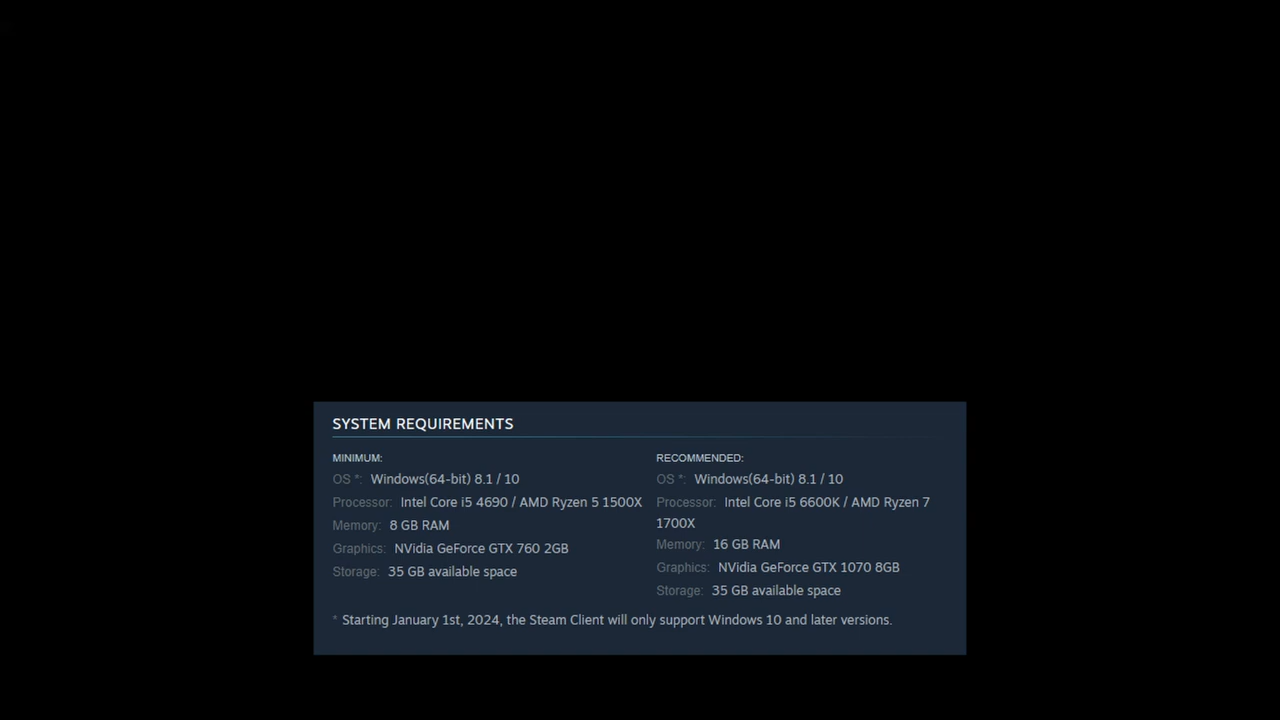 SYSTEM REQUIREMENTS
MINIMUM:
OS *: Windows(64-bit) 8.1 / 10
Processor: Intel Core i5 4690 / AMD Ryzen 5 1500X
Memory: 8 GB RAM
Graphics: NVidia GeForce GTX 760 2GB
Storage: 35 GB available space
RECOMMENDED:
OS *: Windows(64-bit) 8.1 / 10
Processor: Intel Core i5 6600K / AMD Ryzen 7
1700X
Memory: 16 GB RAM
Graphics: NVidia GeForce GTX 1070 8GB
Storage: 35 GB available space
* Starting January 1st, 2024, the Steam Client will only support Windows 10 and later versions.